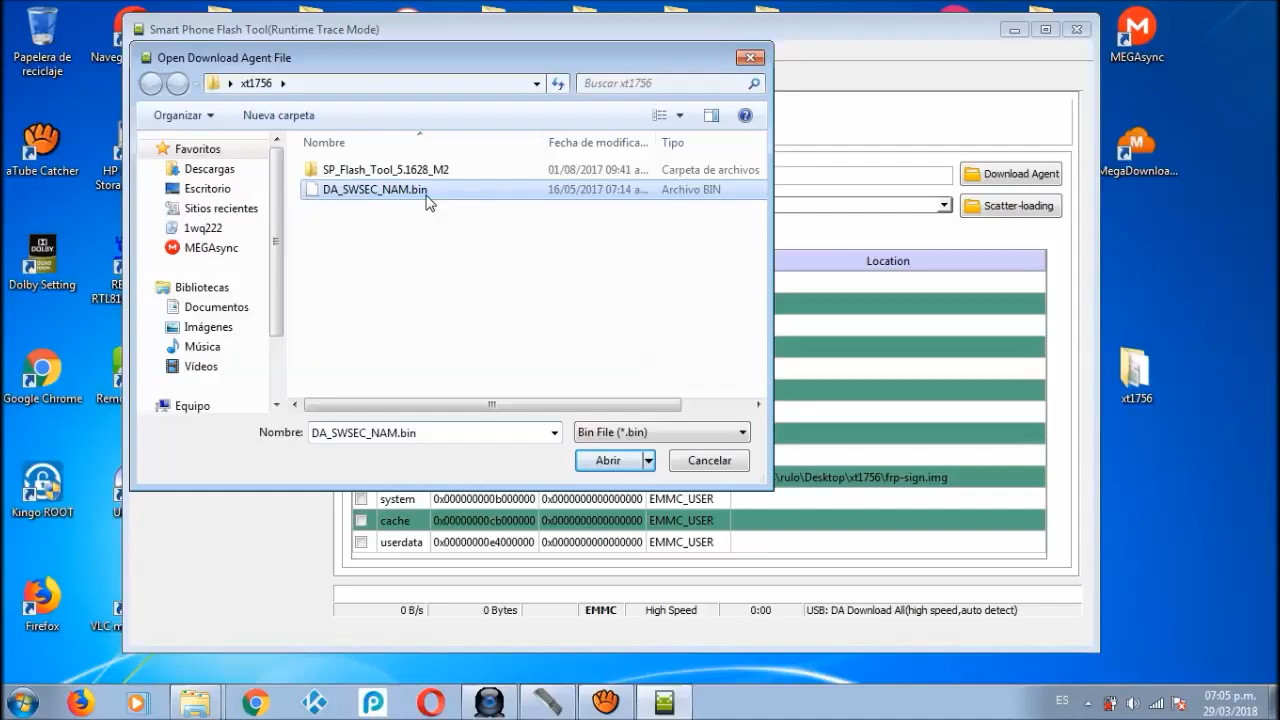 Papelera de
reciclaje
Naveg
aTube Catcher
HP
Stora
DOLBY
Dolby Setting
RE
RTL81
Google Chrome
Remo
Kingo ROOT
U
Firefox
VLC m
MEGAsync
MegaDownloa...
xt1756
Smart Phone Flash Tool(Runtime Trace Mode)
Open Download Agent File
xt1756
Buscar xt1756
Organizar
Nueva carpeta
Favoritos
Descargas
Escritorio
Sitios recientes
1wq222
MEGAsync
Bibliotecas
Documentos
Imágenes
Música
Vídeos
Equipo
Nombre Fecha de modifica... Tipo
SP_Flash_Tool_5.1628_M2 01/08/2017 09:41 a... Carpeta de archivos
DA_SWSEC_NAM.bin 16/05/2017 07:14 a... Archivo BIN
Nombre: DA_SWSEC_NAM.bin Bin File (*.bin)
Abrir Cancelar
Download Agent
Scatter-loading
Location
\rulo\Desktop\xt1756\frp-sign.img
system 0x000000000b000000 0x0000000000000000 EMMC_USER
cache 0x00000000cb000000 0x0000000000000000 EMMC_USER
userdata 0x00000000e4000000 0x0000000000000000 EMMC_USER
0 B/s 0 Bytes EMMC High Speed 0:00 USB: DA Download All(high speed,auto detect)
ES
07:05 p.m.
29/03/2018